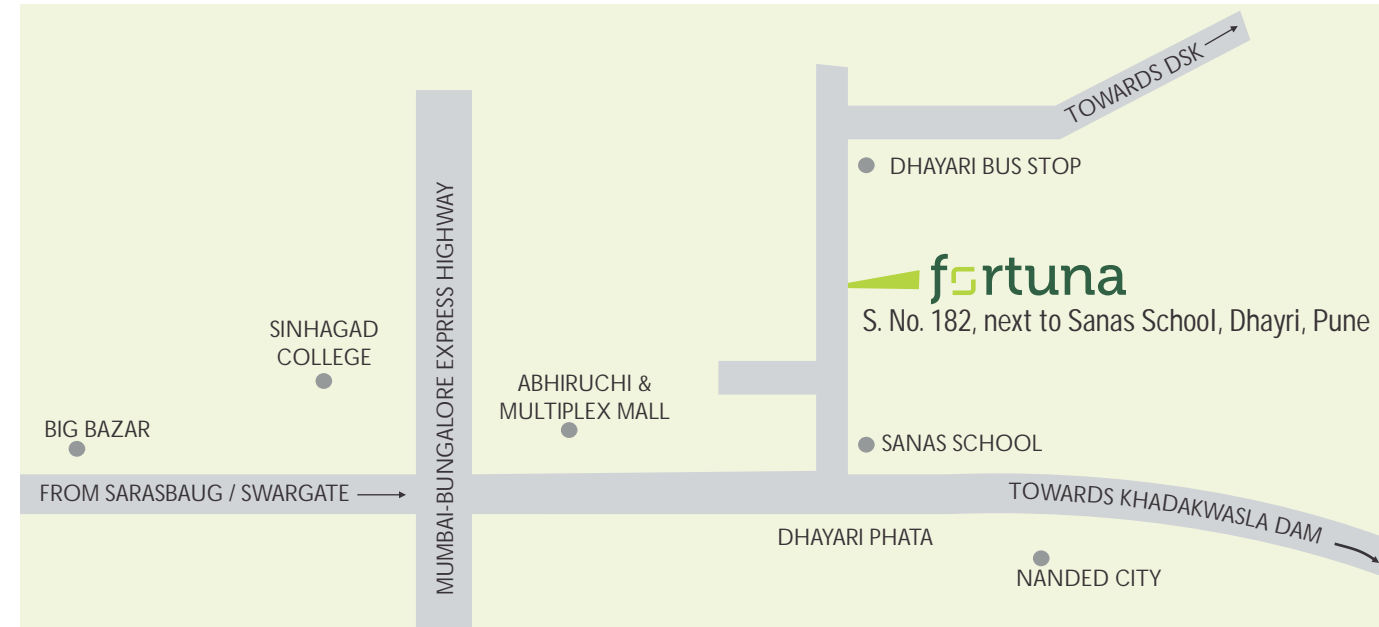 TOWARDS DSK
DHAYARI BUS STOP
fortuna
S. No. 182, next to Sanas School, Dhayri, Pune
MUMBAI-BUNGALORE EXPRESS HIGHWAY
SINHAGAD
COLLEGE
ABHIRUCHI &
MULTIPLEX MALL
BIG BAZAR
SANAS SCHOOL
FROM SARASBAUG / SWARGATE
TOWARDS KHADAKWASLA DAM
DHAYARI PHATA
NANDED CITY